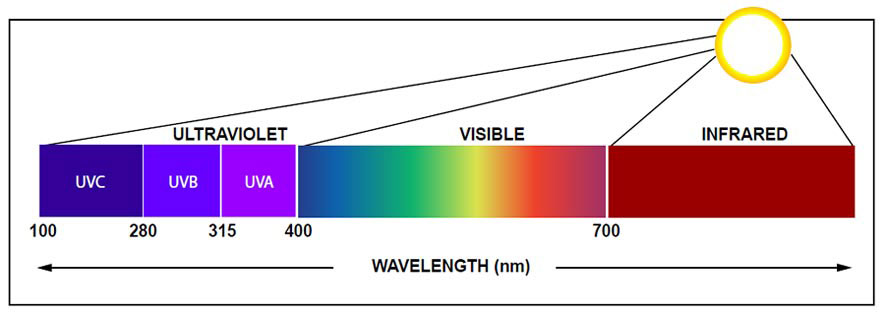 ULTRAVIOLET VISIBLE INFRARED
UVC UVB UVA
100 280 315 400 700
WAVELENGTH (nm)